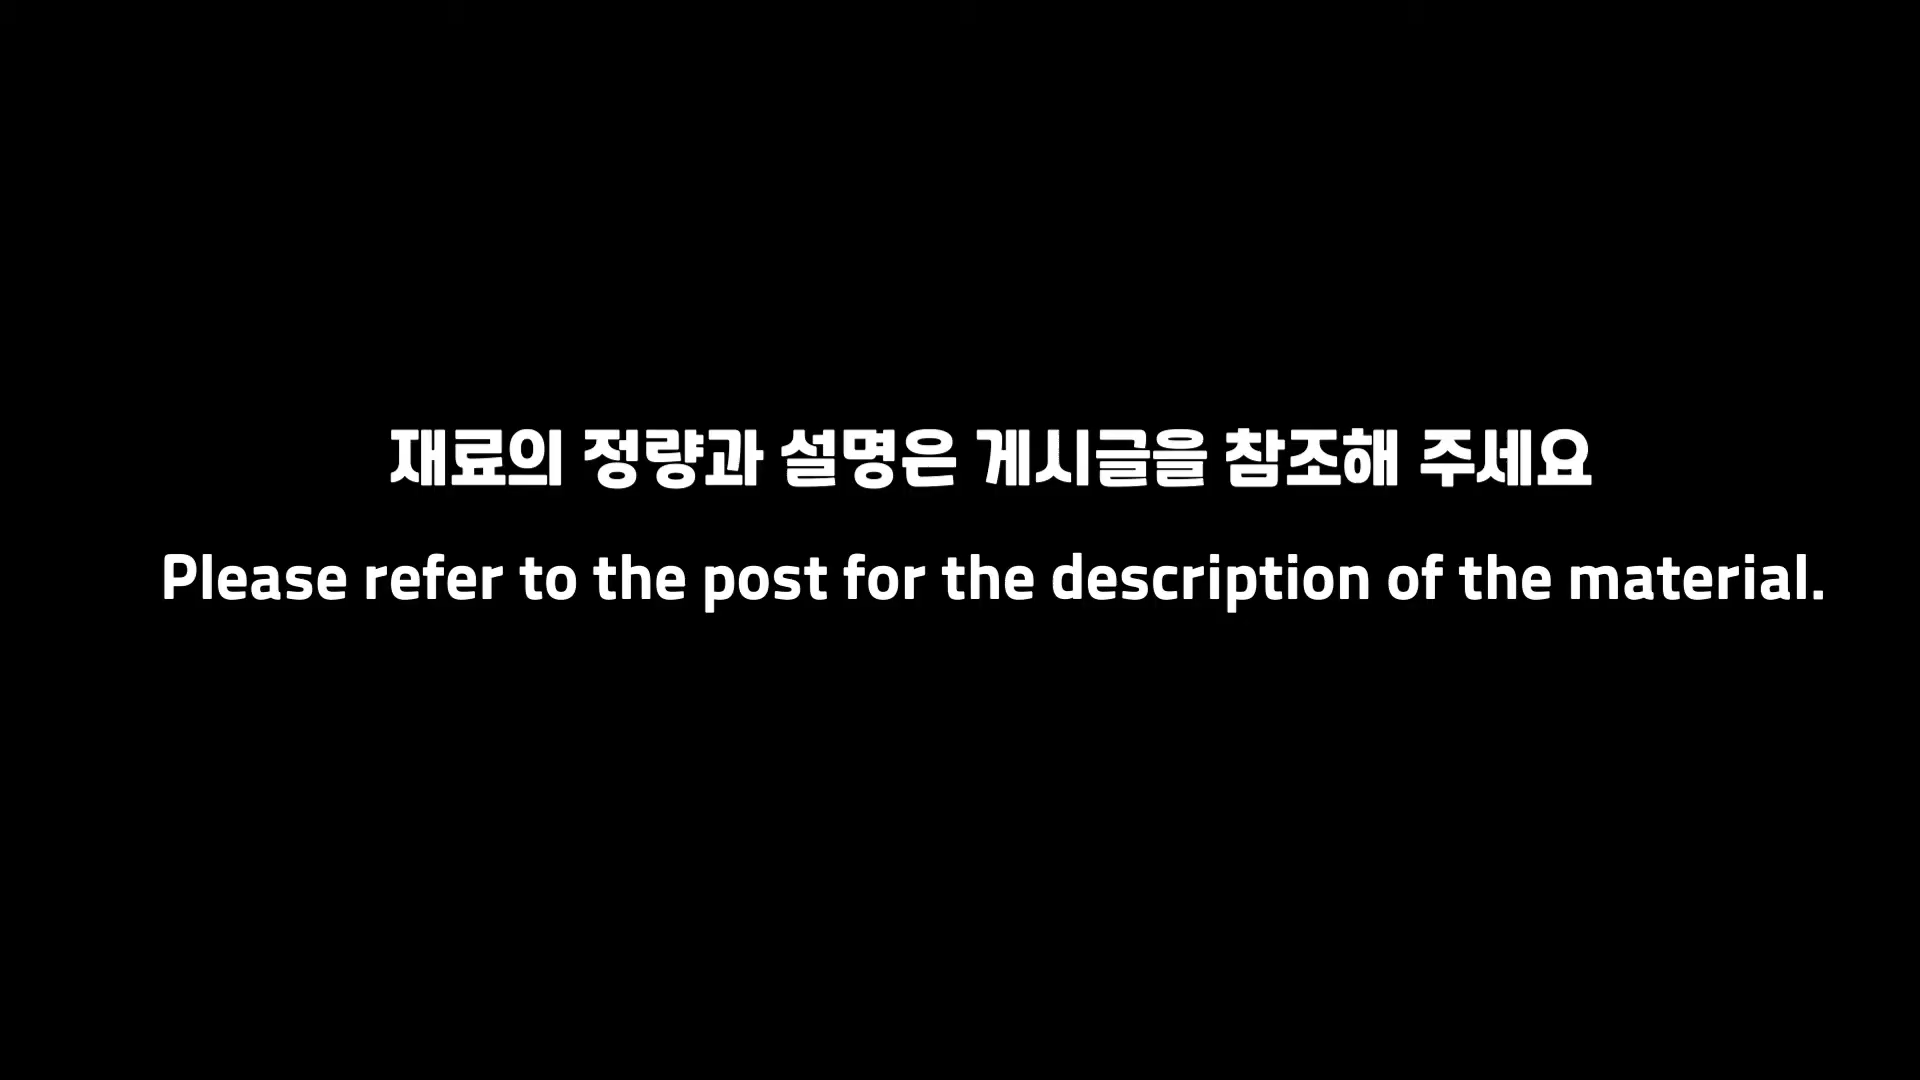 재료의 정량과 설명은 게시글을 참조해 주세요
Please refer to the post for the description of the material.